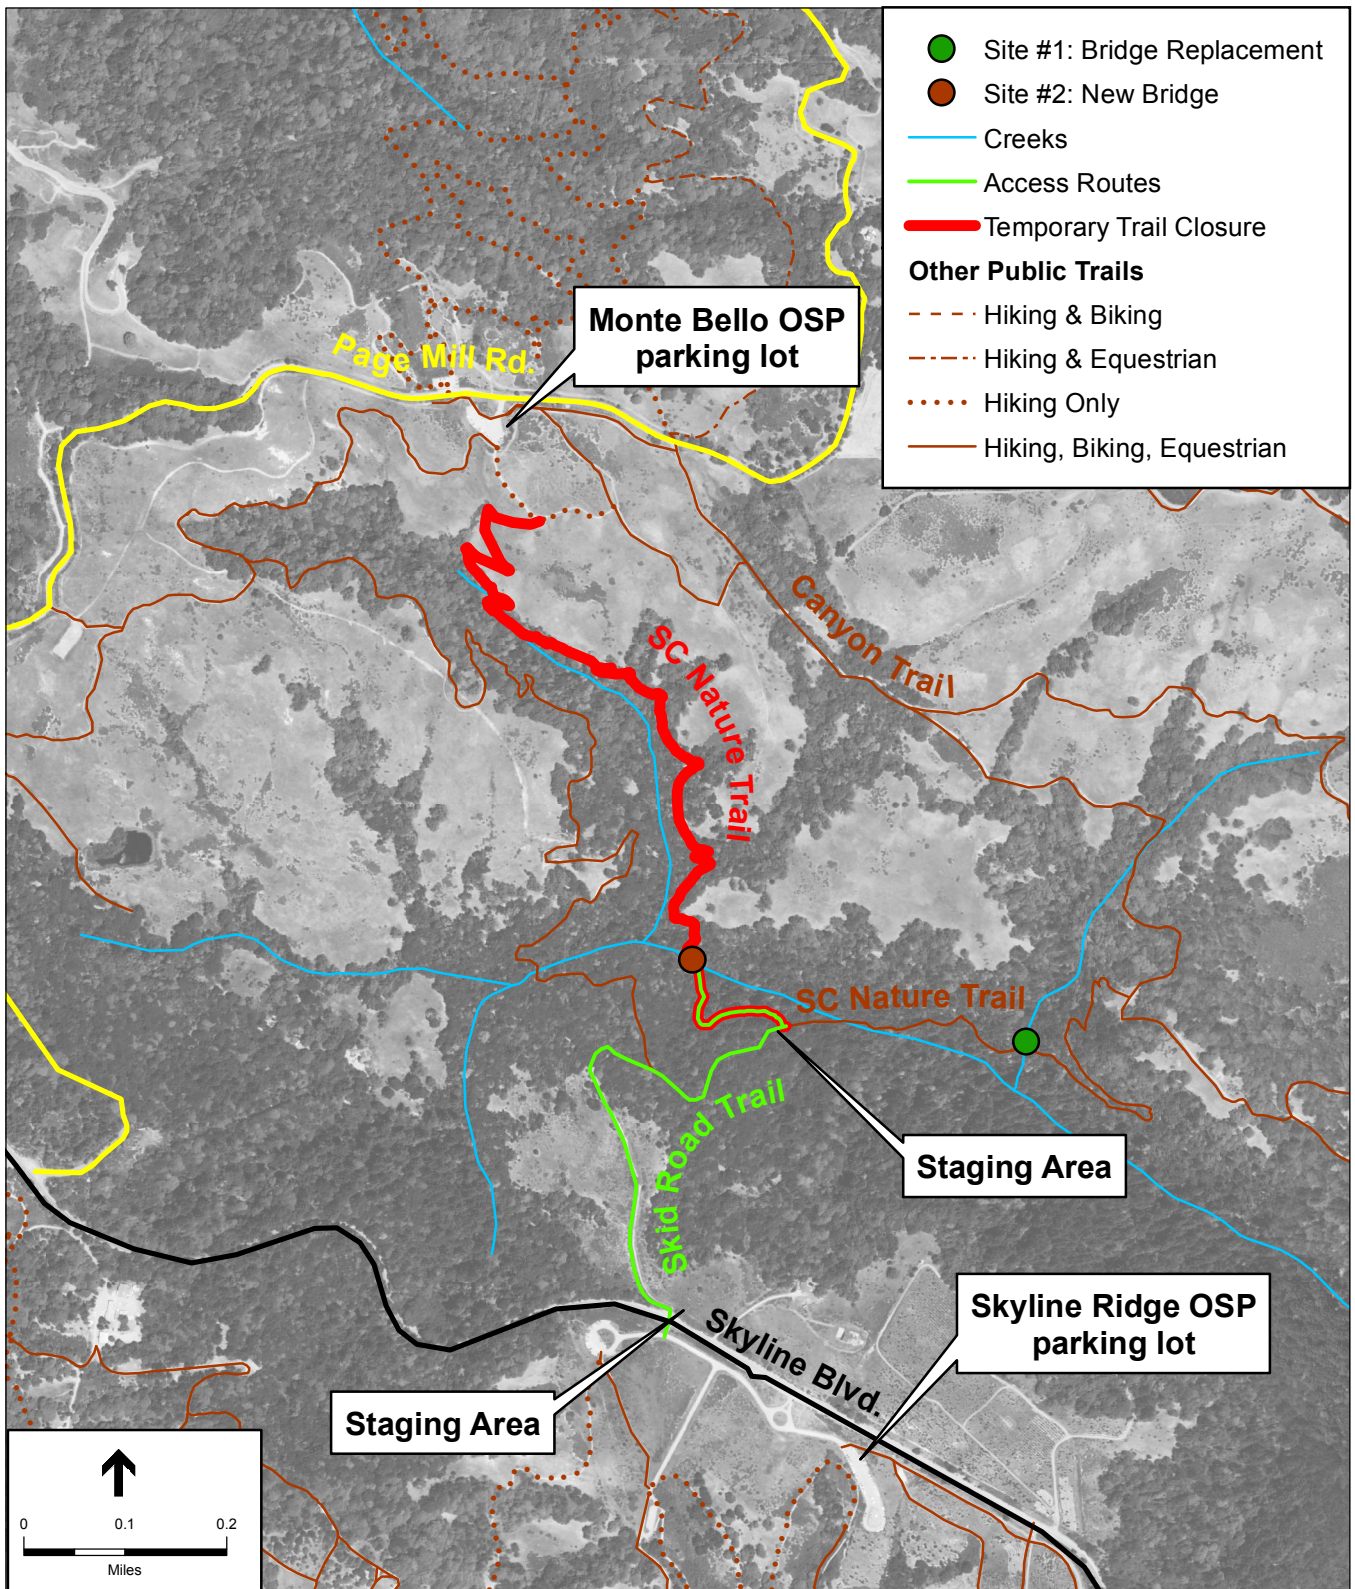 Site #1: Bridge Replacement
Site #2: New Bridge
Creeks
Access Routes
Temporary Trail Closure
Other Public Trails
Hiking & Biking
Hiking & Equestrian
Hiking Only
Hiking, Biking, Equestrian
Monte Bello OSP
parking lot
Page Mill Rd.
Canyon Trail
SC Nature Trail
SC Nature Trail
Skid Road Trail
Staging Area
Skyline Ridge OSP
parking lot
Skyline Blvd.
Staging Area
0 0.1 0.2
Miles